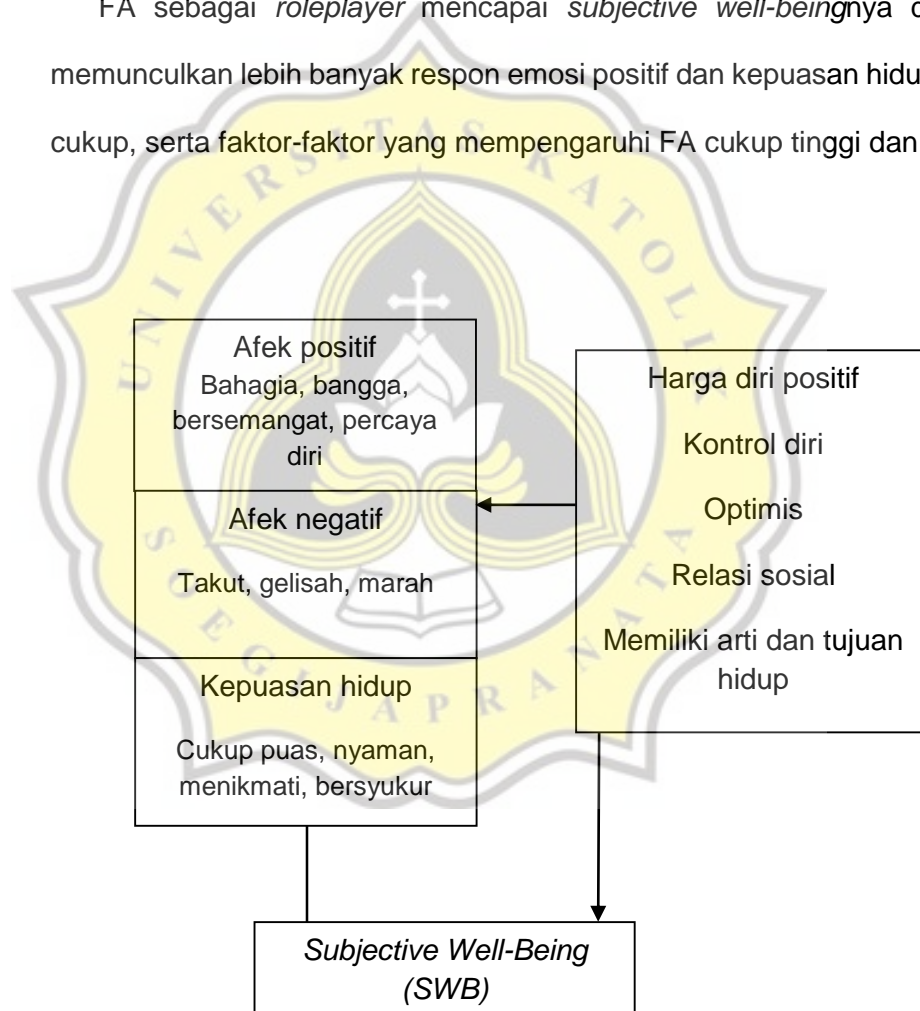 FA sebagai roleplayer mencapai subjective well-beingnya
memunculkan lebih banyak respon emosi positif dan kepuasan
cukup, serta faktor-faktor yang mempengaruhi FA cukup tinggi dan
Afek positif
Bahagia, bangga,
bersemangat, percaya
diri
Afek negatif
Takut, gelisah, marah
Kepuasan hidup
Cukup puas, nyaman,
menikmati, bersyukur
Harga diri positif
Kontrol diri
Optimis
Relasi sosial
Memiliki arti dan tujuan
hidup
Subjective Well-Being
(SWB)
UNIVERSITAS KATOLIK
SOEGIJAPRANATA